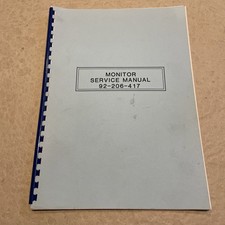 MONITOR
SERVICE MANUAL
92-206-417